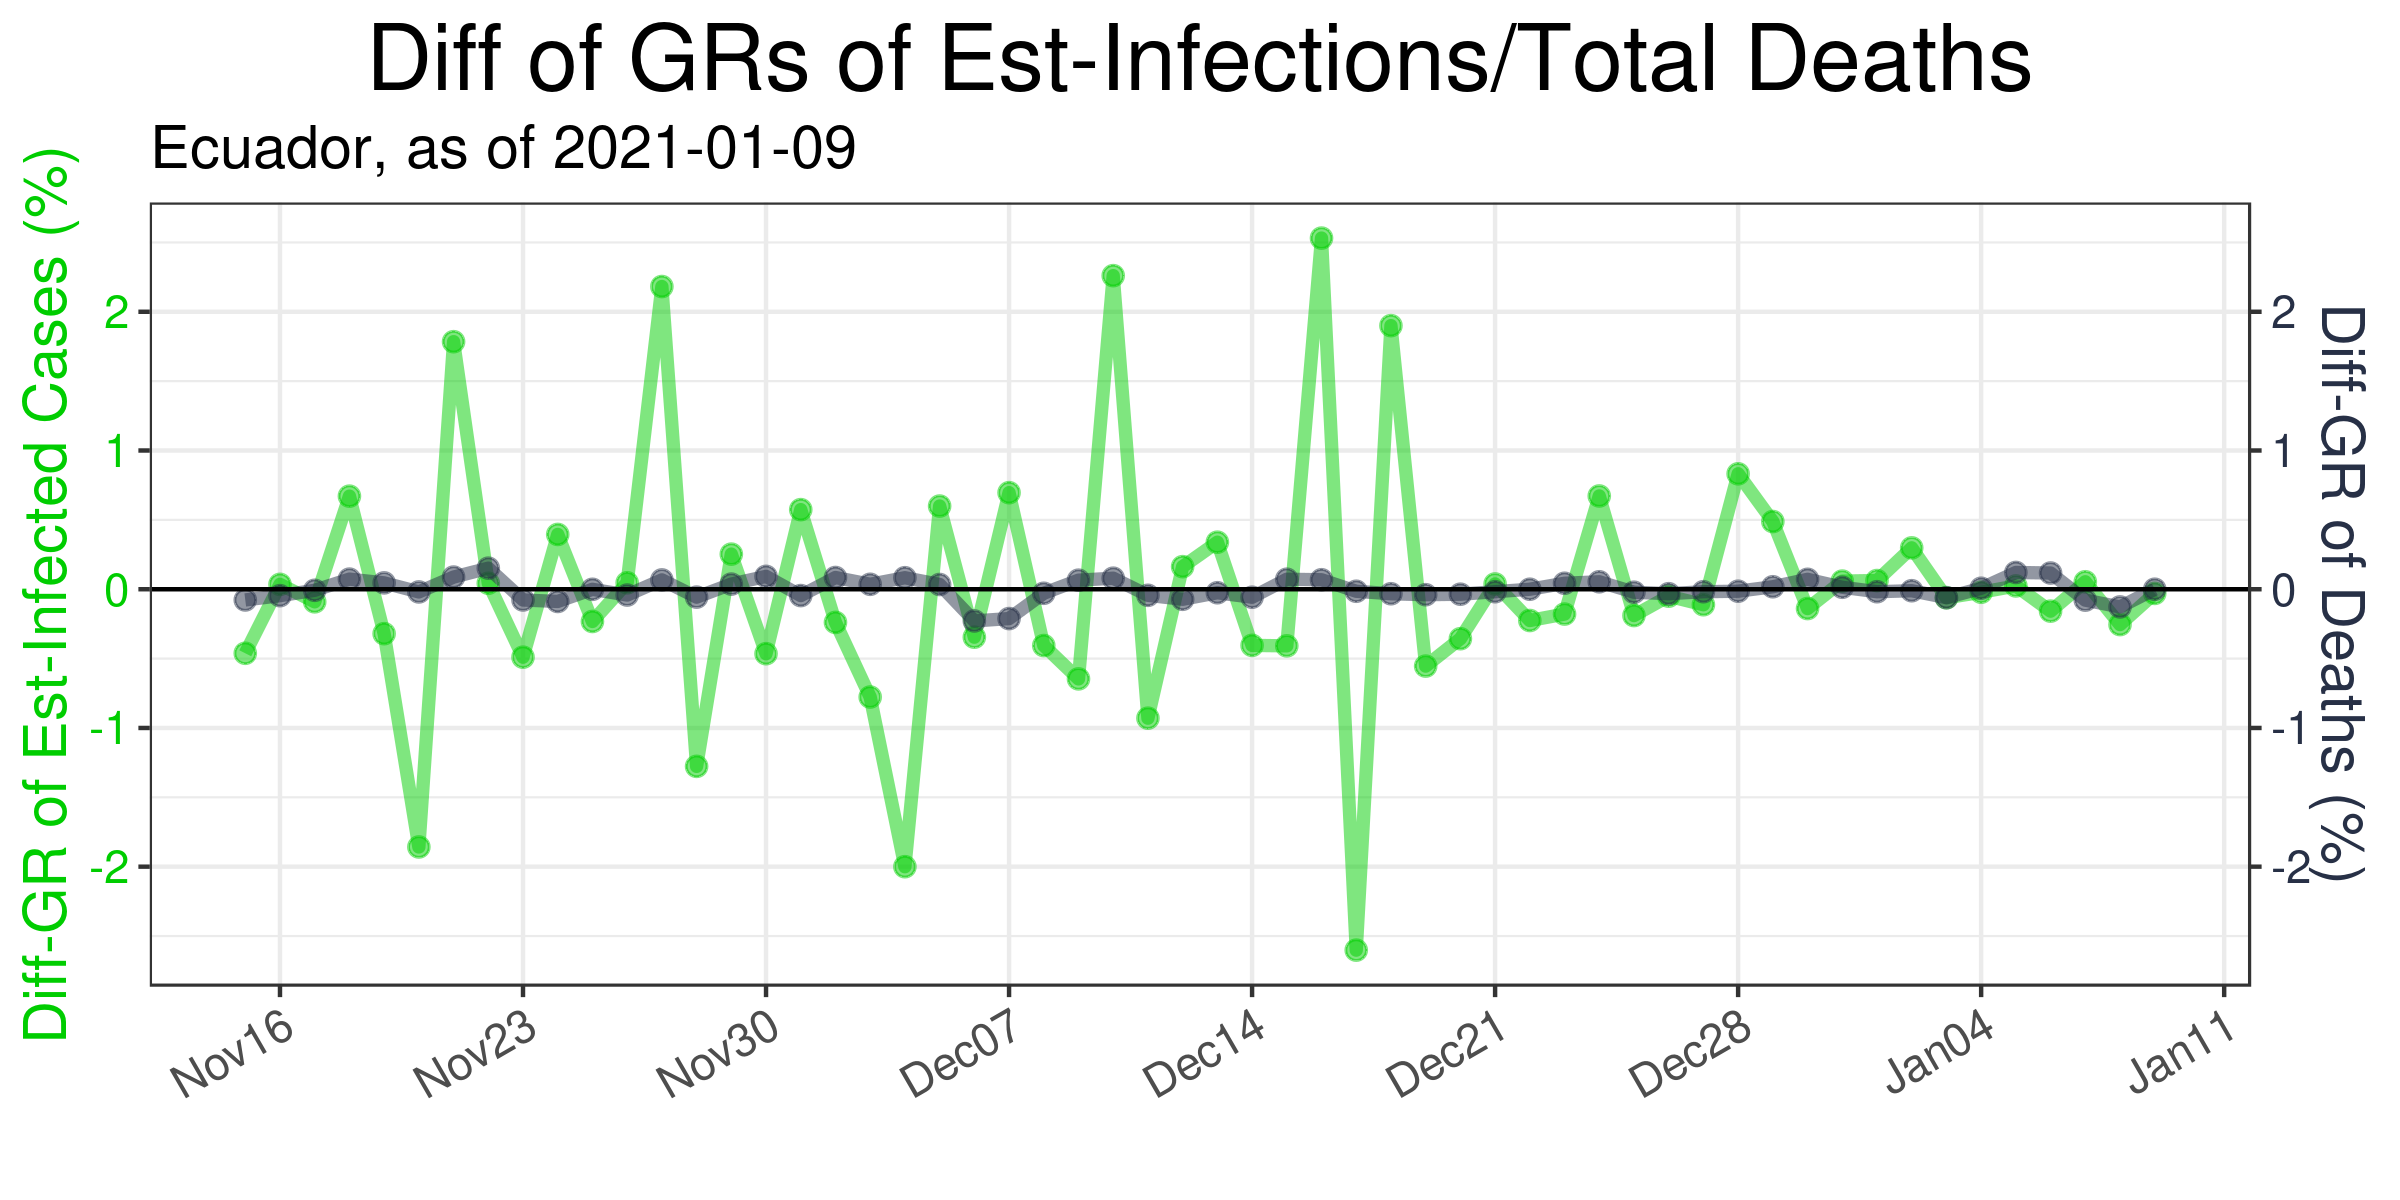 Diff of GRs of Est-Infections/Total Deaths
Ecuador, as of 2021-01-09
Diff-GR of Est-Infected Cases (%)
2
1
0
-1
-2
2
1
0
-1
-2
Diff-GR of Deaths (%)
Nov16
Nov23
Nov30
Dec07
Dec14
Dec21
Dec28
Jan04
Jan11